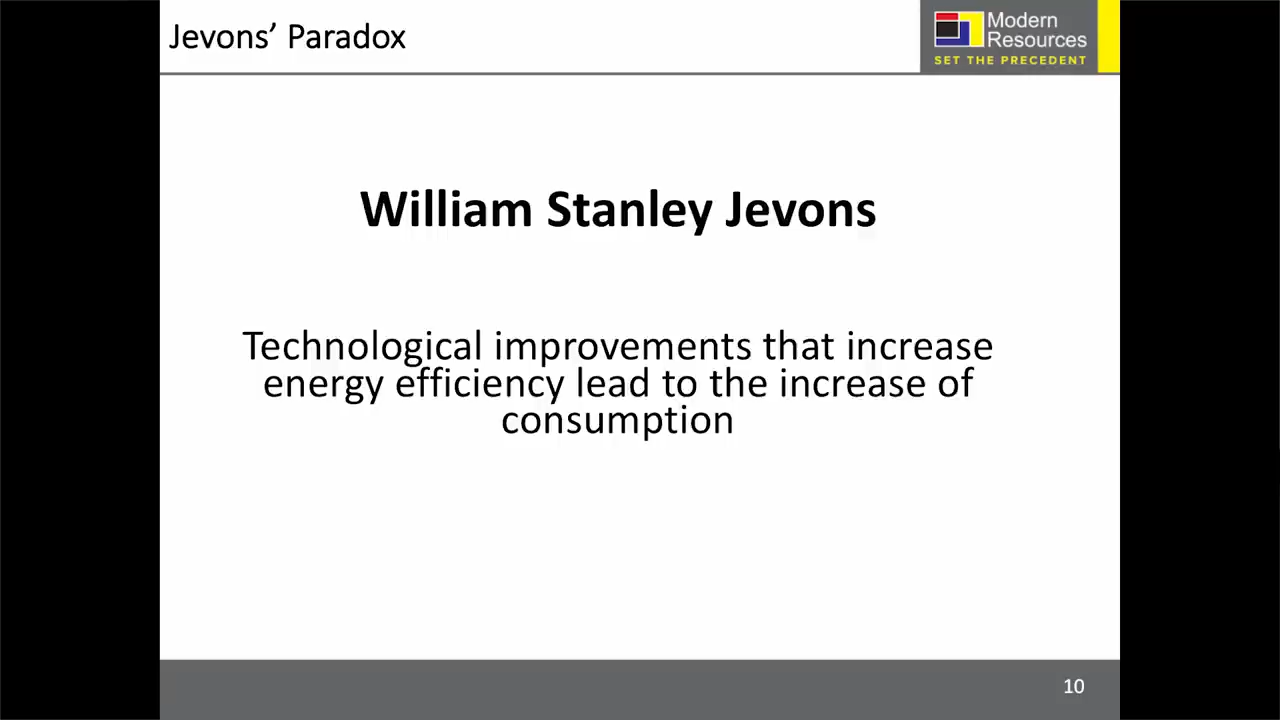 Jevons’ Paradox
Modern
Resources
SET THE PRECEDENT
William Stanley Jevons
Technological improvements that increase
energy efficiency lead to the increase of
consumption
10